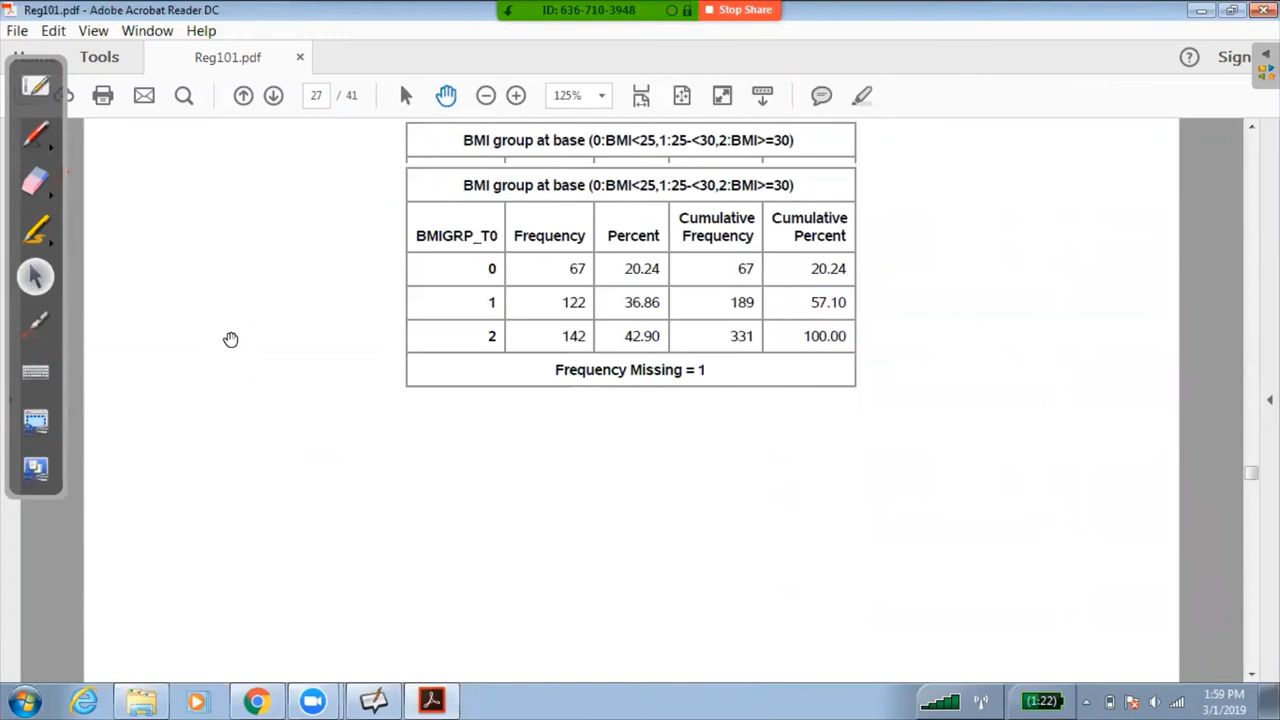 Reg101.pdf - Adobe Acrobat Reader DC
ID: 636-710-3948
Stop Share
File Edit View Window Help
Tools
Reg101.pdf ×
? Sign
27 / 41
125%
BMI group at base (0:BMI<25,1:25-<30,2:BMI>=30)
BMI group at base (0:BMI<25,1:25-<30,2:BMI>=30)
BMIGRP_T0 Frequency Percent Cumulative Frequency Cumulative Percent
0 67 20.24 67 20.24
1 122 36.86 189 57.10
2 142 42.90 331 100.00
Frequency Missing = 1
(1:22)
1:59 PM
3/1/2019